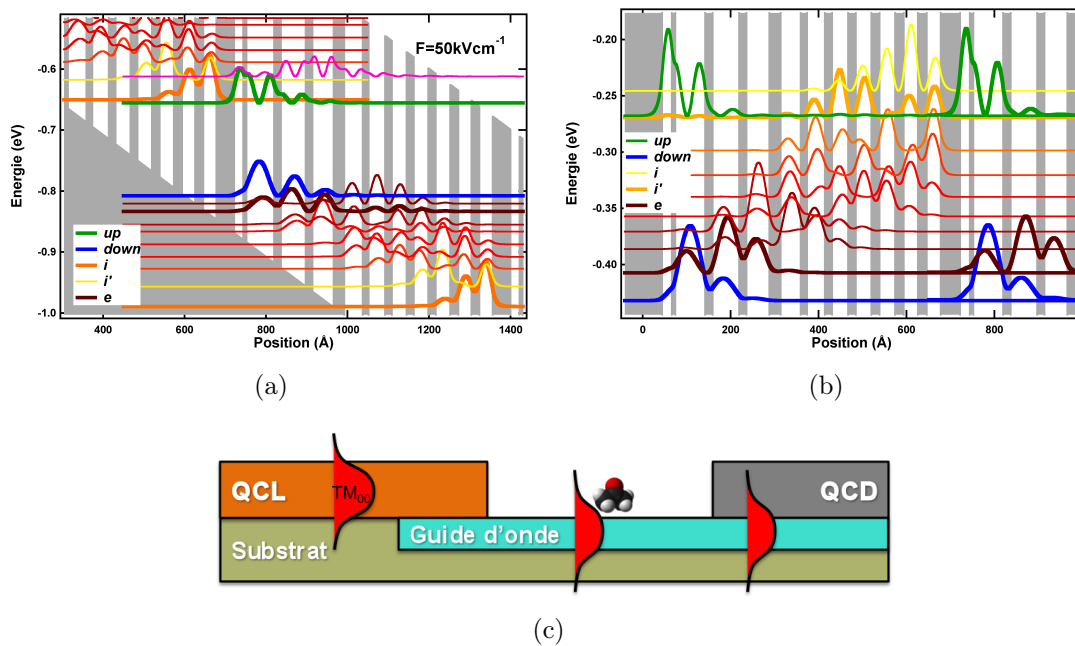 F=50kVcm⁻¹
Energie (eV)
-0.6
-0.7
-0.8
-0.9
-1.0
up
down
i
i'
e
400
600
800
1000
1200
1400
Position (Å)
(a)
Energie (eV)
-0.20
-0.25
-0.30
-0.35
-0.40
up
down
i
i'
e
0
200
400
600
800
Position (Å)
(b)
QCL
TM₀₀
QCD
Guide d'onde
Substrat
(c)